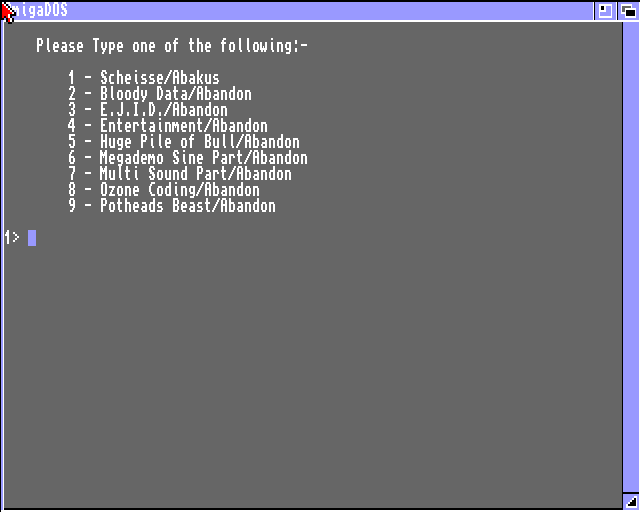 migaDOS
Please Type one of the following:-
1 - Scheisse/Abakus
2 - Bloody Data/Abandon
3 - E.J.I.D./Abandon
4 - Entertainment/Abandon
5 - Huge Pile of Bull/Abandon
6 - Megademo Sine Part/Abandon
7 - Multi Sound Part/Abandon
8 - Ozone Coding/Abandon
9 - Potheads Beast/Abandon
1>